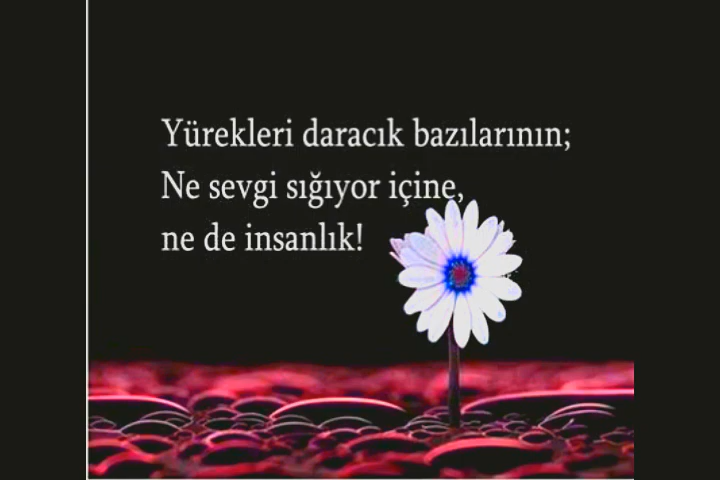 Yürekleri daracık bazılarının;
Ne sevgi sığıyor içine,
ne de insanlık!